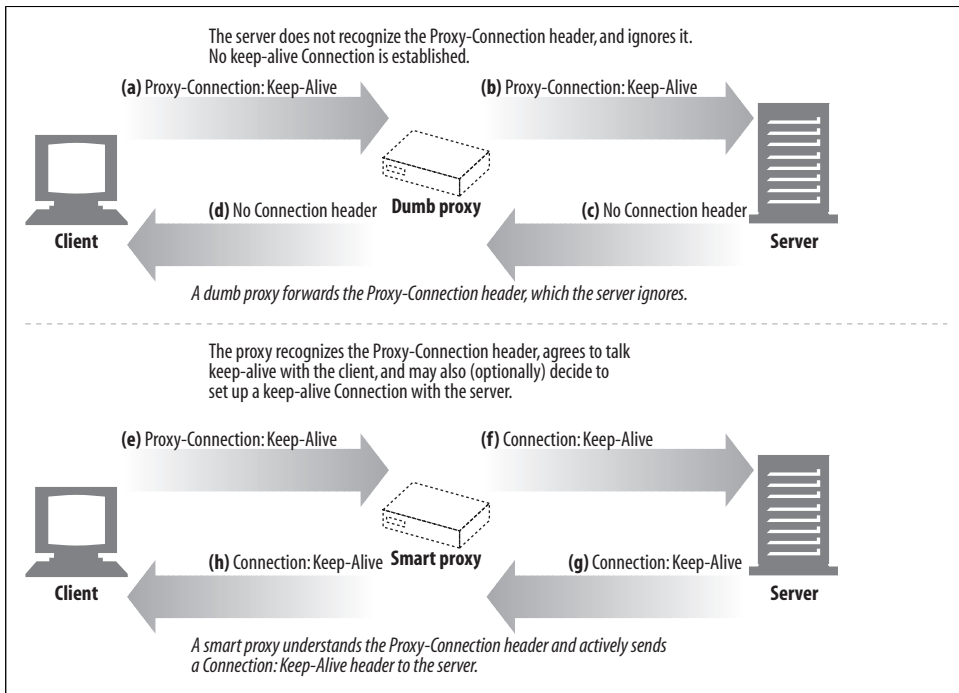 The server does not recognize the Proxy-Connection header, and ignores it.
No keep-alive Connection is established.
(a) Proxy-Connection: Keep-Alive
(b) Proxy-Connection: Keep-Alive
(d) No Connection header
Dumb proxy
(c) No Connection header
Client
Server
A dumb proxy forwards the Proxy-Connection header, which the server ignores.
The proxy recognizes the Proxy-Connection header, agrees to talk
keep-alive with the client, and may also (optionally) decide to
set up a keep-alive Connection with the server.
(e) Proxy-Connection: Keep-Alive
(f) Connection: Keep-Alive
(h) Connection: Keep-Alive
Smart proxy
(g) Connection: Keep-Alive
Client
Server
A smart proxy understands the Proxy-Connection header and actively sends
a Connection: Keep-Alive header to the server.